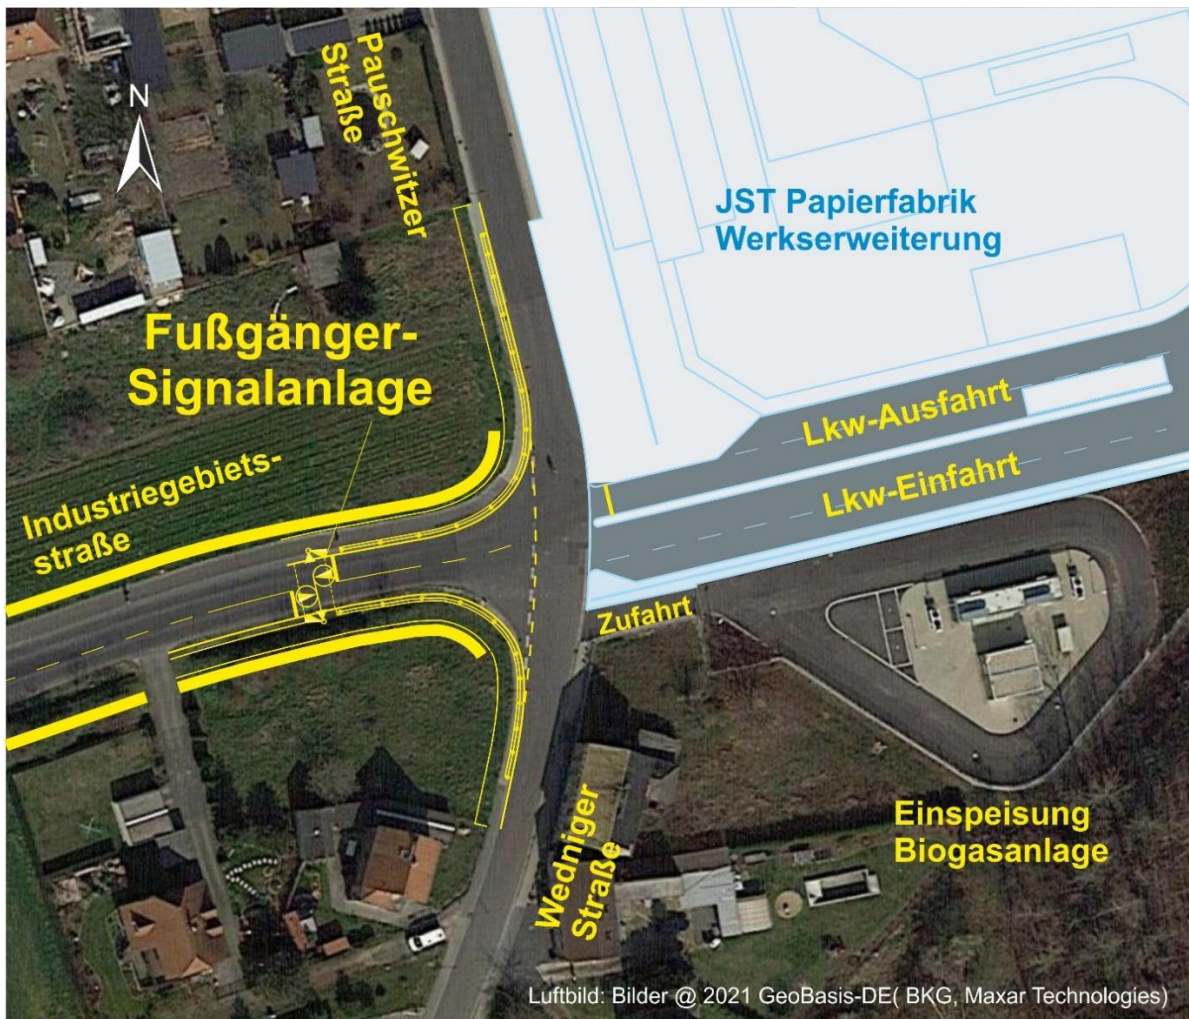 Pauschwitzer
Straße
N
JST Papierfabrik
Werkserweiterung
Fußgänger-
Signalanlage
Lkw-Ausfahrt
Lkw-Einfahrt
Industriegebiets-
straße
Zufahrt
Wedniger
Straße
Einspeisung
Biogasanlage
Luftbild: Bilder @ 2021 GeoBasis-DE( BKG, Maxar Technologies)